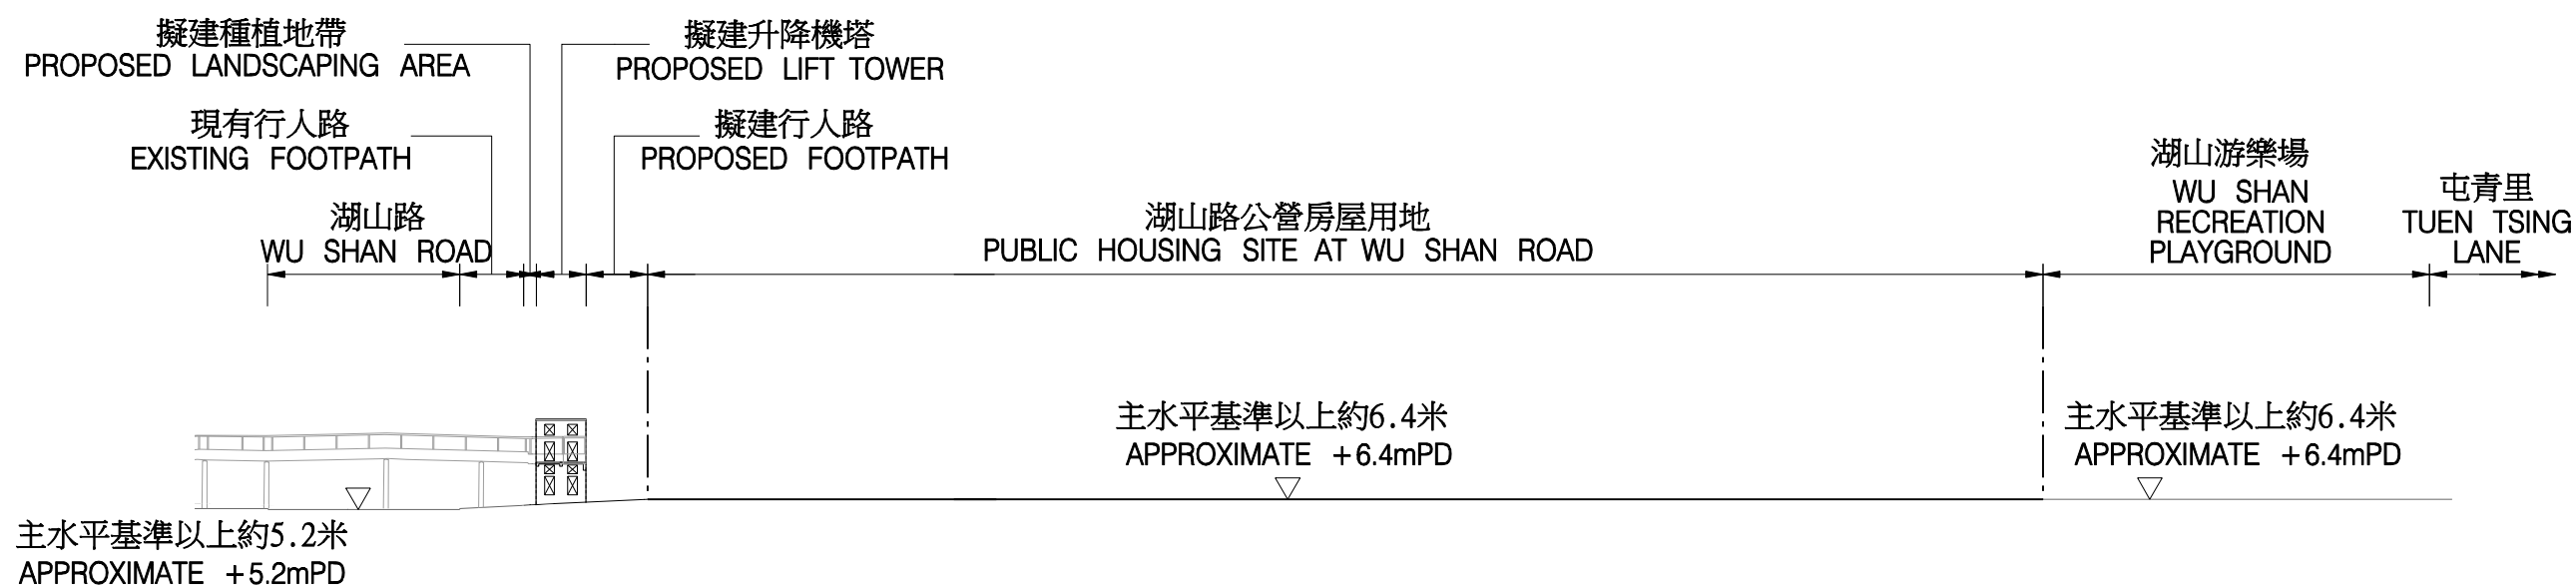 擬建種植地帶
PROPOSED LANDSCAPING AREA
擬建升降機塔
PROPOSED LIFT TOWER
現有行人路
EXISTING FOOTPATH
擬建行人路
PROPOSED FOOTPATH
湖山路
WU SHAN ROAD
湖山路公營房屋用地
PUBLIC HOUSING SITE AT WU SHAN ROAD
湖山游樂場
WU SHAN
RECREATION
PLAYGROUND
屯青里
TUEN TSING
LANE
主水平基準以上約6.4米
APPROXIMATE +6.4mPD
主水平基準以上約6.4米
APPROXIMATE +6.4mPD
主水平基準以上約5.2米
APPROXIMATE +5.2mPD